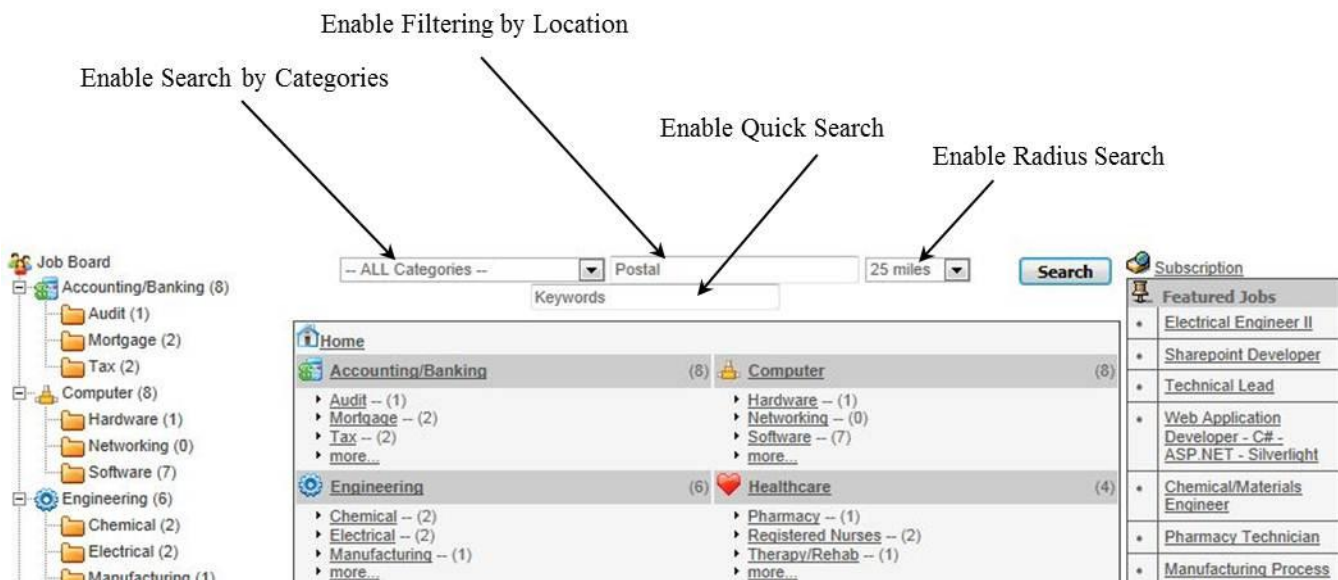 Enable Filtering by Location
Enable Search by Categories
Enable Quick Search
Enable Radius Search
Job Board
Accounting/Banking (8)
Audit (1)
Mortgage (2)
Tax (2)
Computer (8)
Hardware (1)
Networking (0)
Software (7)
Engineering (6)
Chemical (2)
Electrical (2)
Manufacturing (1)
-- ALL Categories --
Postal
25 miles
Search
Keywords
Home
Accounting/Banking (8)
Audit -- (1)
Mortgage -- (2)
Tax -- (2)
more...
Computer (8)
Hardware -- (1)
Networking -- (0)
Software -- (7)
more...
Engineering (6)
Chemical -- (2)
Electrical -- (2)
Manufacturing -- (1)
more...
Healthcare (4)
Pharmacy -- (1)
Registered Nurses -- (2)
Therapy/Rehab -- (1)
more...
Subscription
Featured Jobs
Electrical Engineer II
Sharepoint Developer
Technical Lead
Web Application
Developer - C# -
ASP.NET - Silverlight
Chemical/Materials
Engineer
Pharmacy Technician
Manufacturing Process